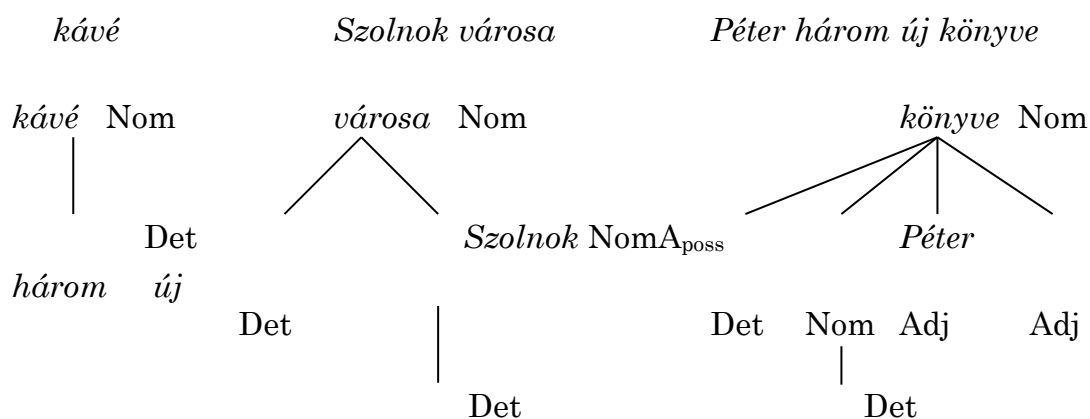 kávé Szolnok városa Péter három új könyve
kávé Nom városa Nom könyve Nom
Det Szolnok NomAposs Péter
három új
Det Det Nom Adj Adj
Det Det